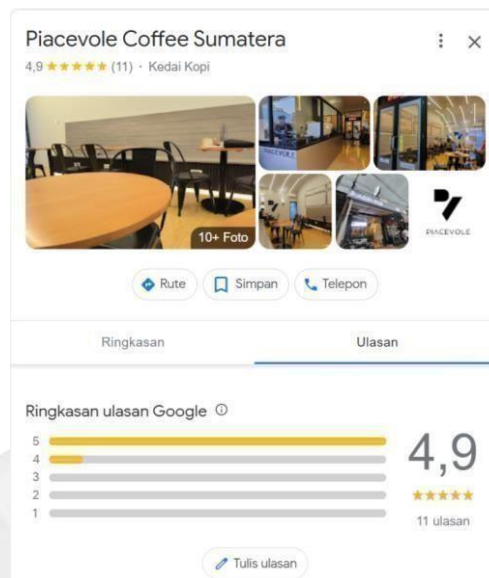 Piacevole Coffee Sumatera
4,9 ★★★★★ (11) · Kedai Kopi
PIACEVOLE
10+ Foto
PIACEVOLE
Rute Simpan Telepon
Ringkasan Ulasan
Ringkasan ulasan Google
5
4
3
2
1
4,9
11 ulasan
Tulis ulasan